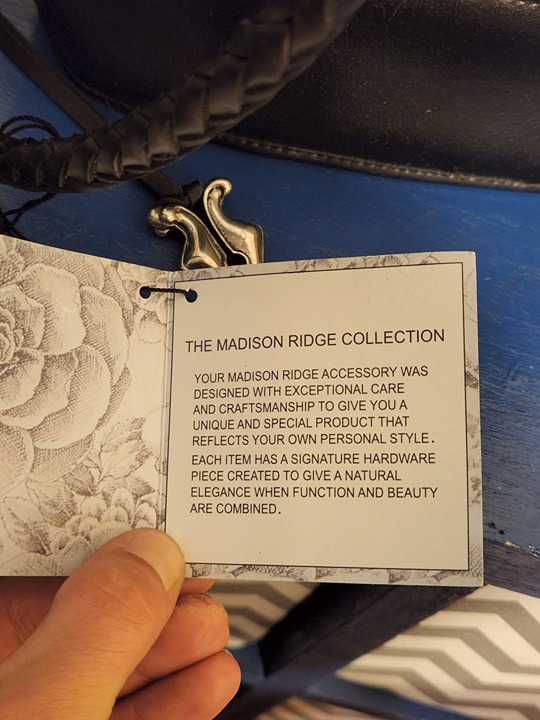 THE MADISON RIDGE COLLECTION
YOUR MADISON RIDGE ACCESSORY WAS
DESIGNED WITH EXCEPTIONAL CARE
AND CRAFTSMANSHIP TO GIVE YOU A
UNIQUE AND SPECIAL PRODUCT THAT
REFLECTS YOUR OWN PERSONAL STYLE.
EACH ITEM HAS A SIGNATURE HARDWARE
PIECE CREATED TO GIVE A NATURAL
ELEGANCE WHEN FUNCTION AND BEAUTY
ARE COMBINED.